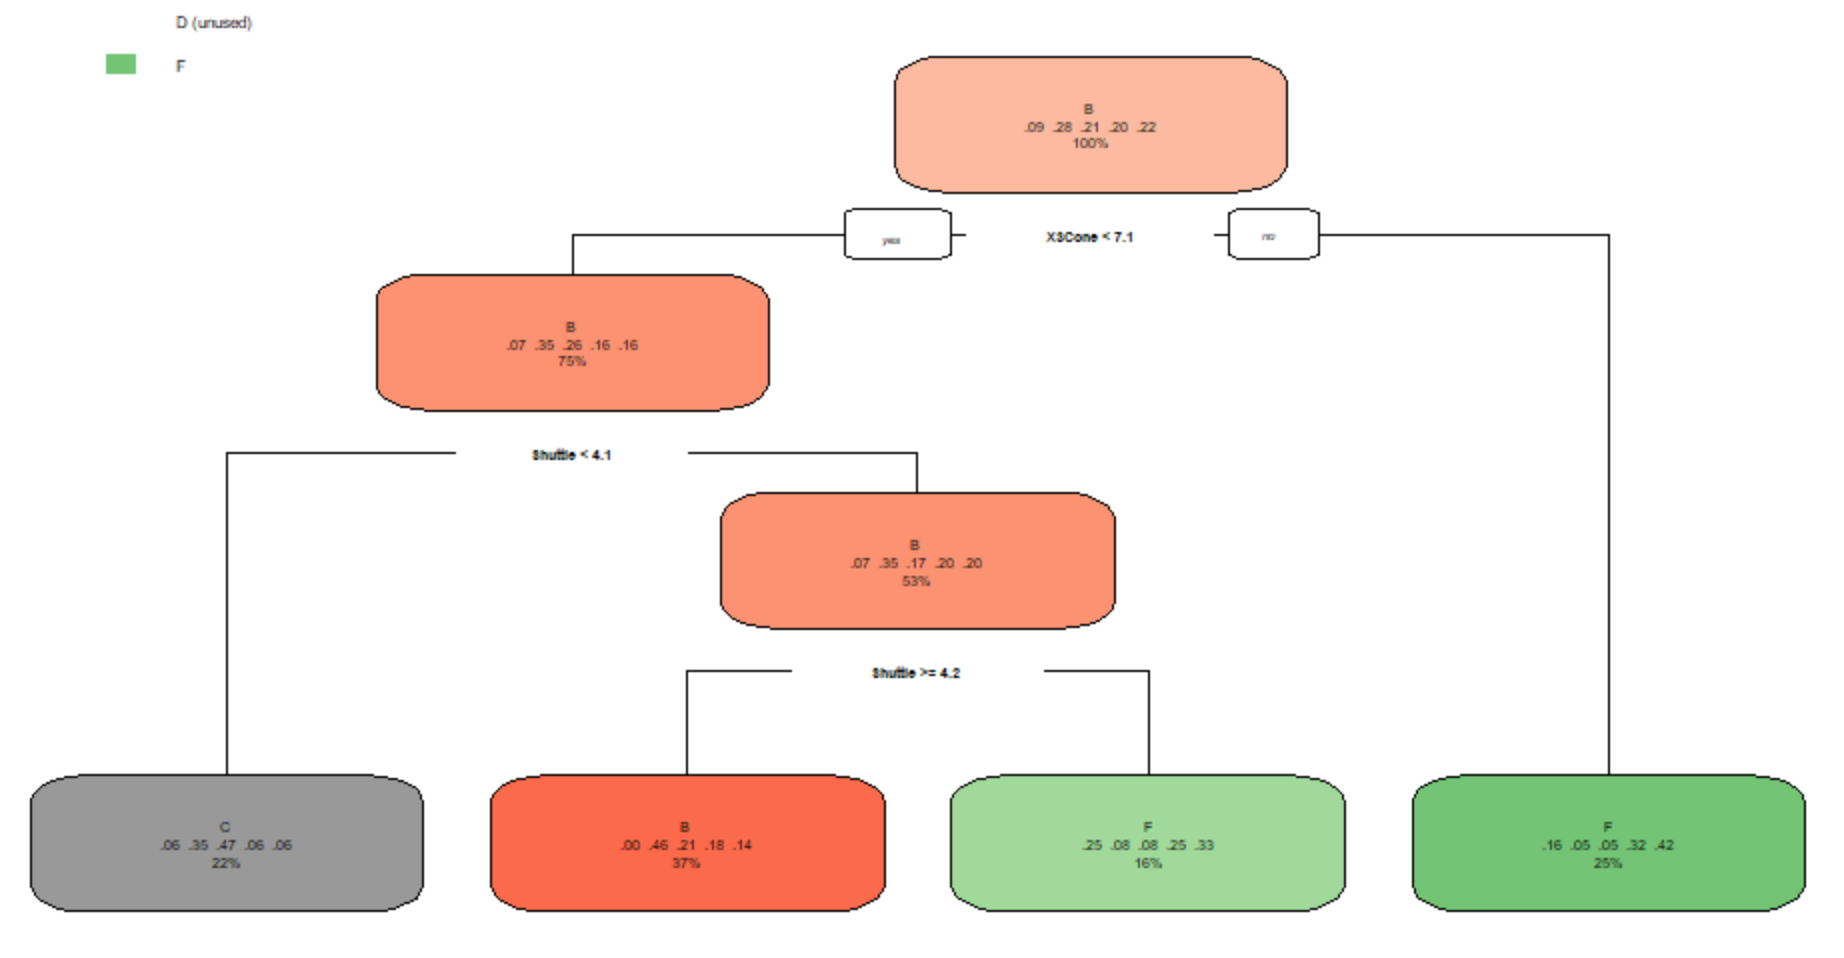 D (unused)
F
B
.09 .28 .21 .20 .22
100%
yes
X3Cone < 7.1
no
B
.07 .35 .26 .16 .16
75%
Shuttle < 4.1
B
.07 .35 .17 .20 .20
53%
Shuttle >= 4.2
C
.06 .35 .47 .06 .06
22%
B
.00 .46 .21 .18 .14
37%
F
.25 .08 .08 .25 .33
16%
F
.16 .05 .05 .32 .42
25%